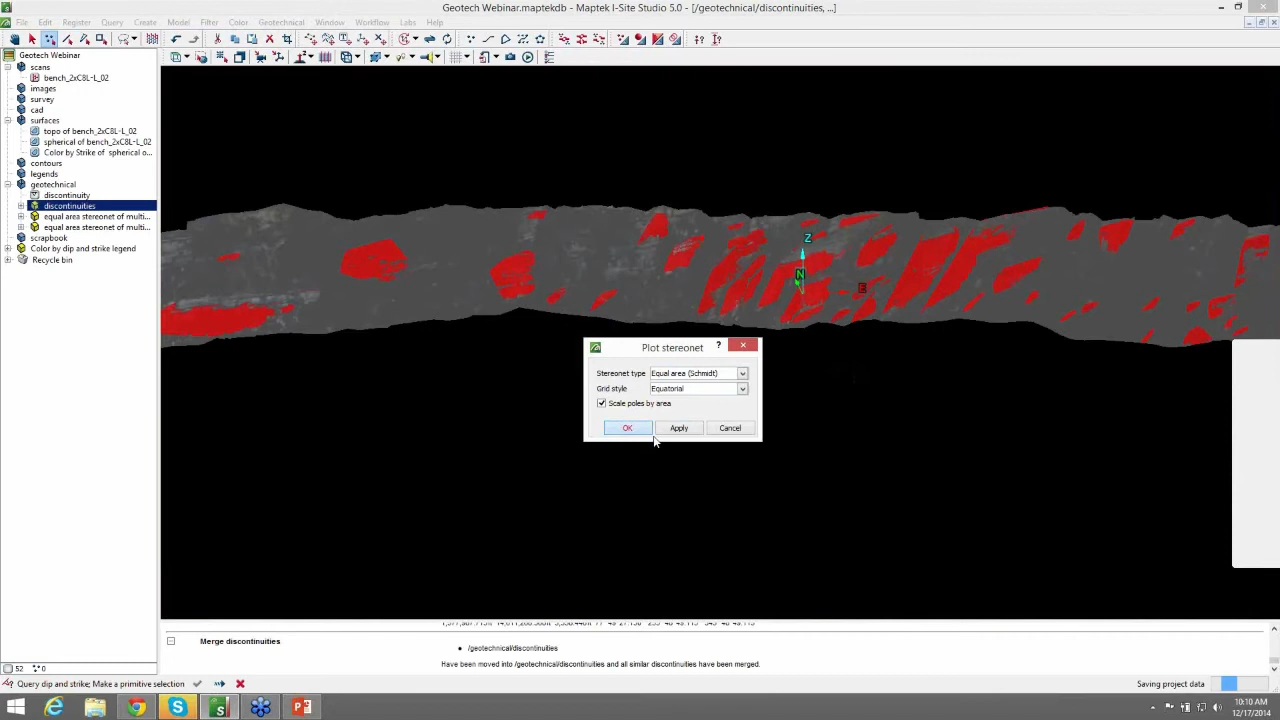 Geotech Webinar.maptekdb - Maptek I-Site Studio 5.0 - [/geotechnical/discontinuities, ...]
File Edit Register Query Create Model Filter Color Geotechnical Window Workflow Labs Help
Geotech Webinar
scans
bench_2xC8L-L_02
images
survey
cad
surfaces
topo of bench_2xC8L-L_02
spherical of bench_2xC8L-L_02
Color by Strike of spherical o...
contours
legends
geotechnical
discontinuity
discontinuities
equal area stereonet of multi...
equal area stereonet of multi...
scrapbook
Color by dip and strike legend
Recycle bin
Z
N
E
Plot stereonet
?
Stereonet type Equal area (Schmidt)
Grid style Equatorial
Scale poles by area
OK Apply Cancel
Merge discontinuities
• /geotechnical/discontinuities
Have been moved into /geotechnical/discontinuities and all similar discontinuities have been merged.
52 0
Query dip and strike; Make a primitive selection
Saving project data
10:10 AM
12/17/2014